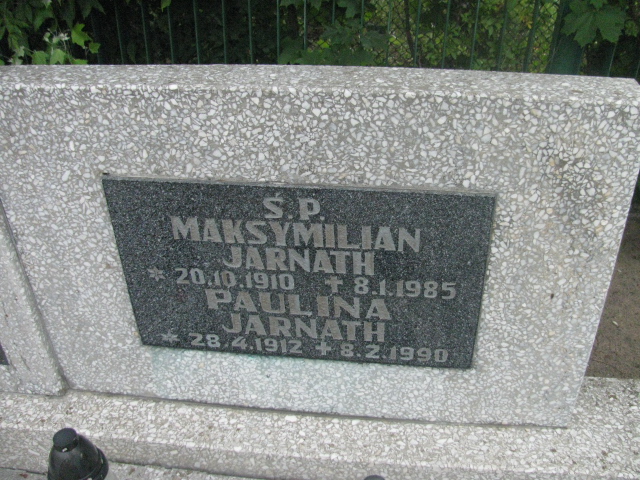 S.P.
MAKSYMILIAN
JARNATH
* 20.10.1910 ✝ 8.1.1985
PAULINA
JARNATH
* 28.4.1912 ✝ 8.2.1990